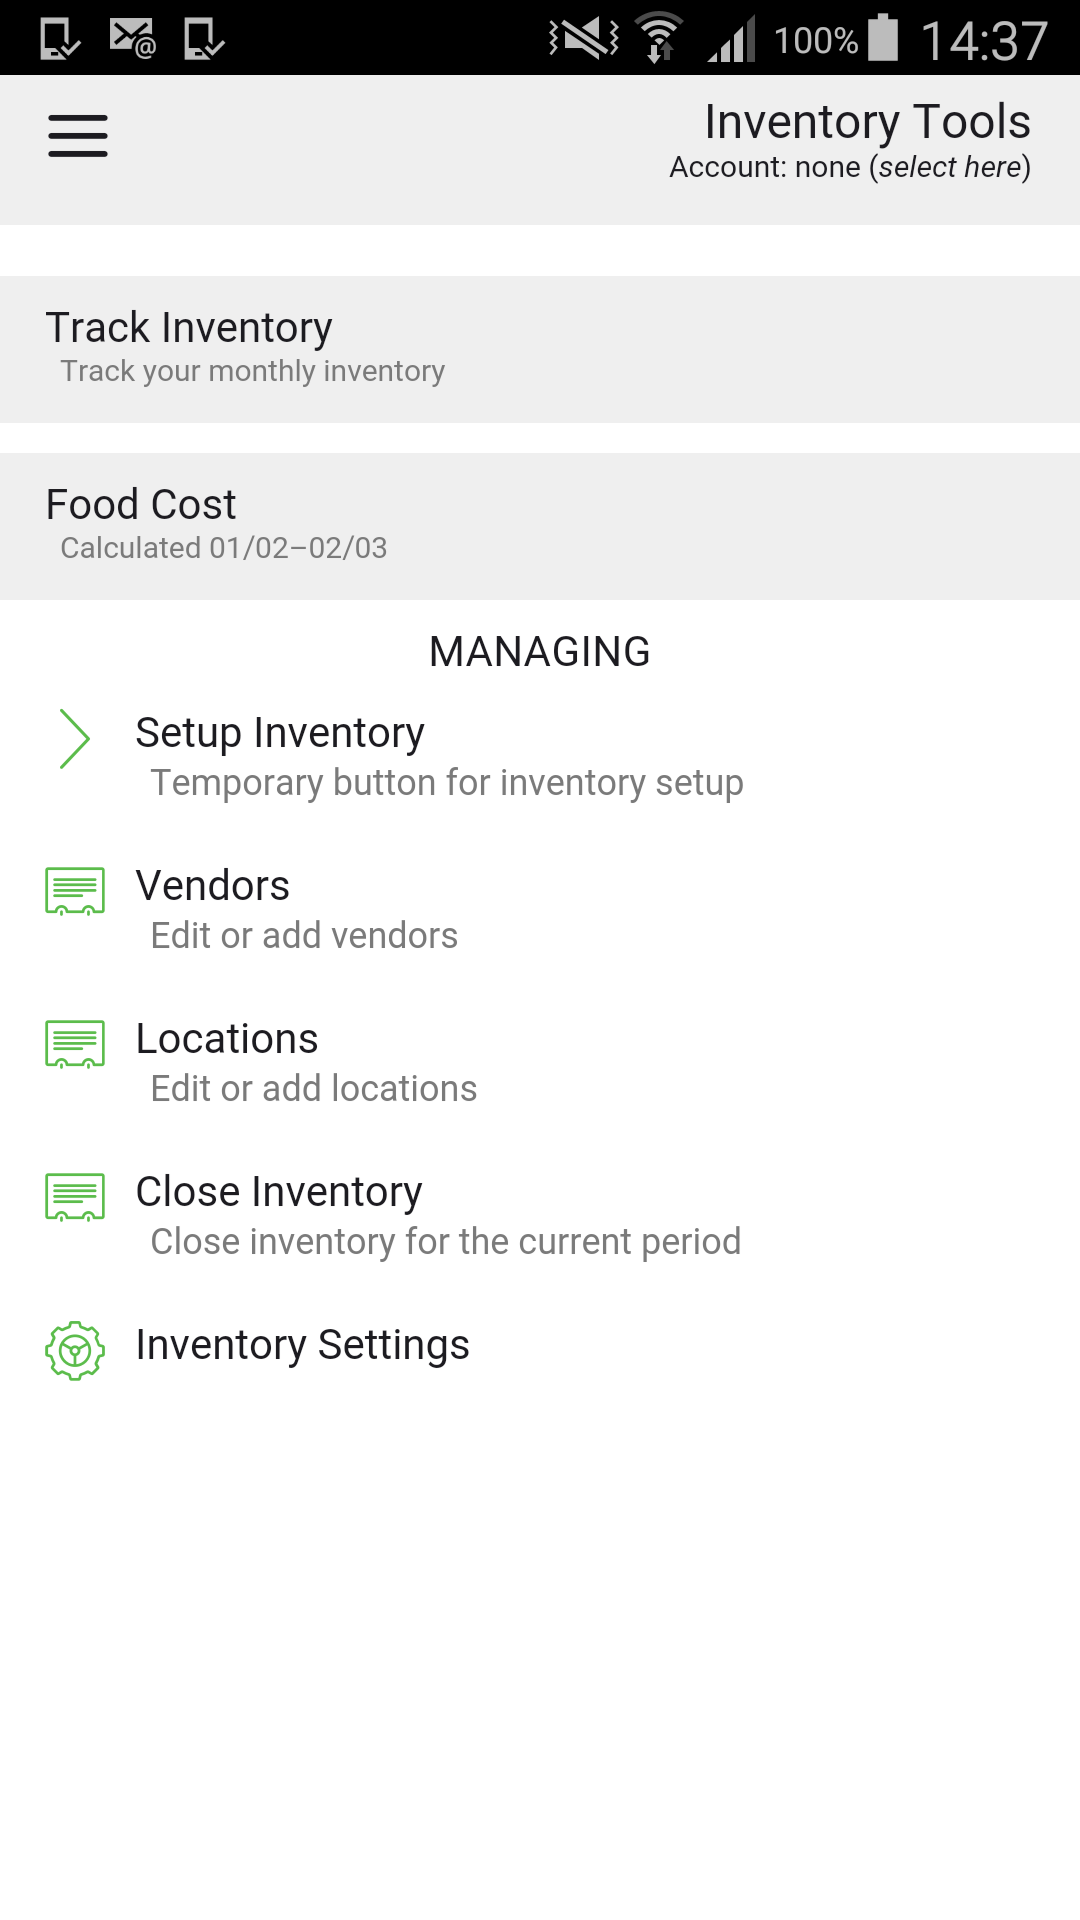 100% 14:37
Inventory Tools
Account: none (select here)
Track Inventory
Track your monthly inventory
Food Cost
Calculated 01/02–02/03
MANAGING
Setup Inventory
Temporary button for inventory setup
Vendors
Edit or add vendors
Locations
Edit or add locations
Close Inventory
Close inventory for the current period
Inventory Settings